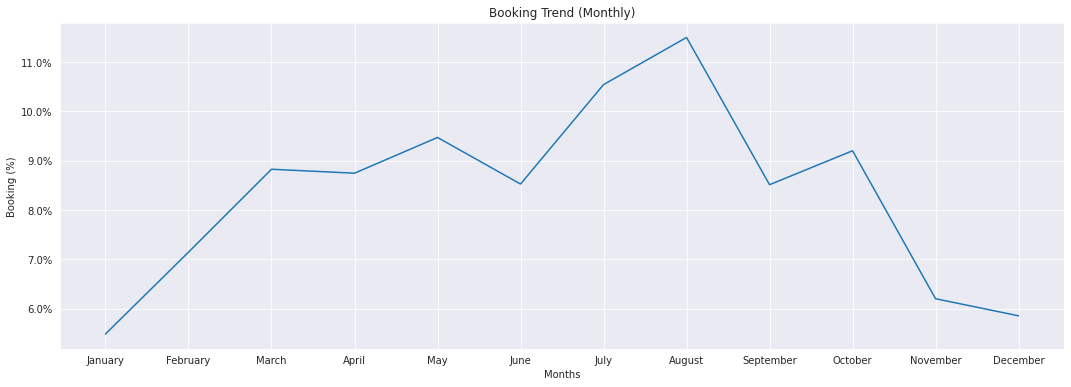 Booking Trend (Monthly)
11.0%
10.0%
9.0%
8.0%
7.0%
6.0%
Booking (%)
January February March April May June July August September October November December
Months